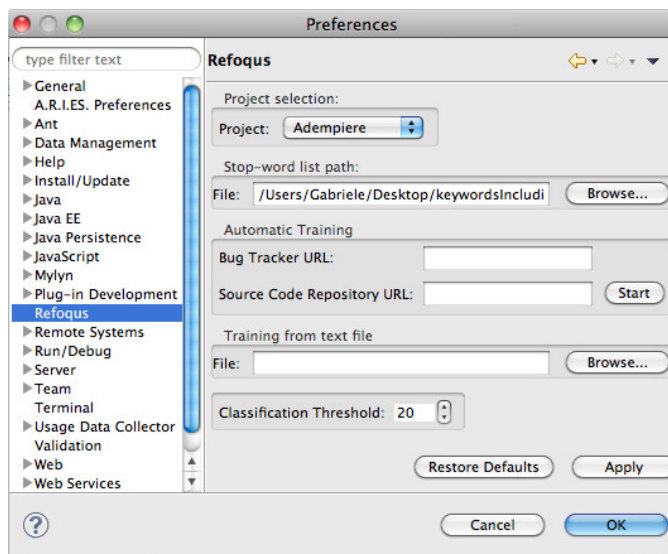 Preferences
type filter text
General
A.R.I.ES. Preferences
Ant
Data Management
Help
Install/Update
Java
Java EE
Java Persistence
JavaScript
Mylyn
Plug-in Development
Refoqus
Remote Systems
Run/Debug
Server
Team
Terminal
Usage Data Collector
Validation
Web
Web Services
Refoqus
Project selection:
Project: Adempiere
Stop-word list path:
File: /Users/Gabriele/Desktop/keywordsIncludi Browse...
Automatic Training
Bug Tracker URL:
Source Code Repository URL: Start
Training from text file
File: Browse...
Classification Threshold: 20
Restore Defaults Apply
? Cancel OK